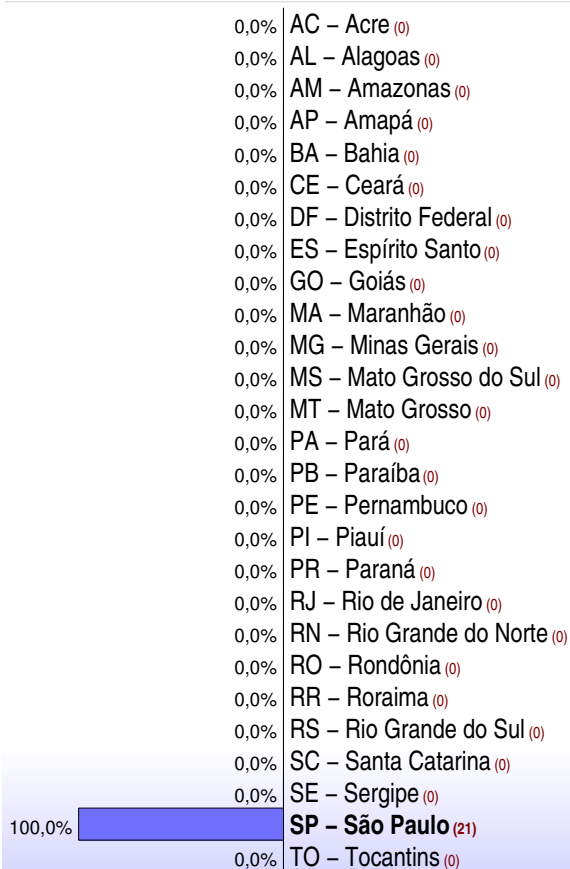 0,0% AC – Acre (0)
0,0% AL – Alagoas (0)
0,0% AM – Amazonas (0)
0,0% AP – Amapá (0)
0,0% BA – Bahia (0)
0,0% CE – Ceará (0)
0,0% DF – Distrito Federal (0)
0,0% ES – Espírito Santo (0)
0,0% GO – Goiás (0)
0,0% MA – Maranhão (0)
0,0% MG – Minas Gerais (0)
0,0% MS – Mato Grosso do Sul (0)
0,0% MT – Mato Grosso (0)
0,0% PA – Pará (0)
0,0% PB – Paraíba (0)
0,0% PE – Pernambuco (0)
0,0% PI – Piauí (0)
0,0% PR – Paraná (0)
0,0% RJ – Rio de Janeiro (0)
0,0% RN – Rio Grande do Norte (0)
0,0% RO – Rondônia (0)
0,0% RR – Roraima (0)
0,0% RS – Rio Grande do Sul (0)
0,0% SC – Santa Catarina (0)
0,0% SE – Sergipe (0)
100,0% SP – São Paulo (21)
0,0% TO – Tocantins (0)